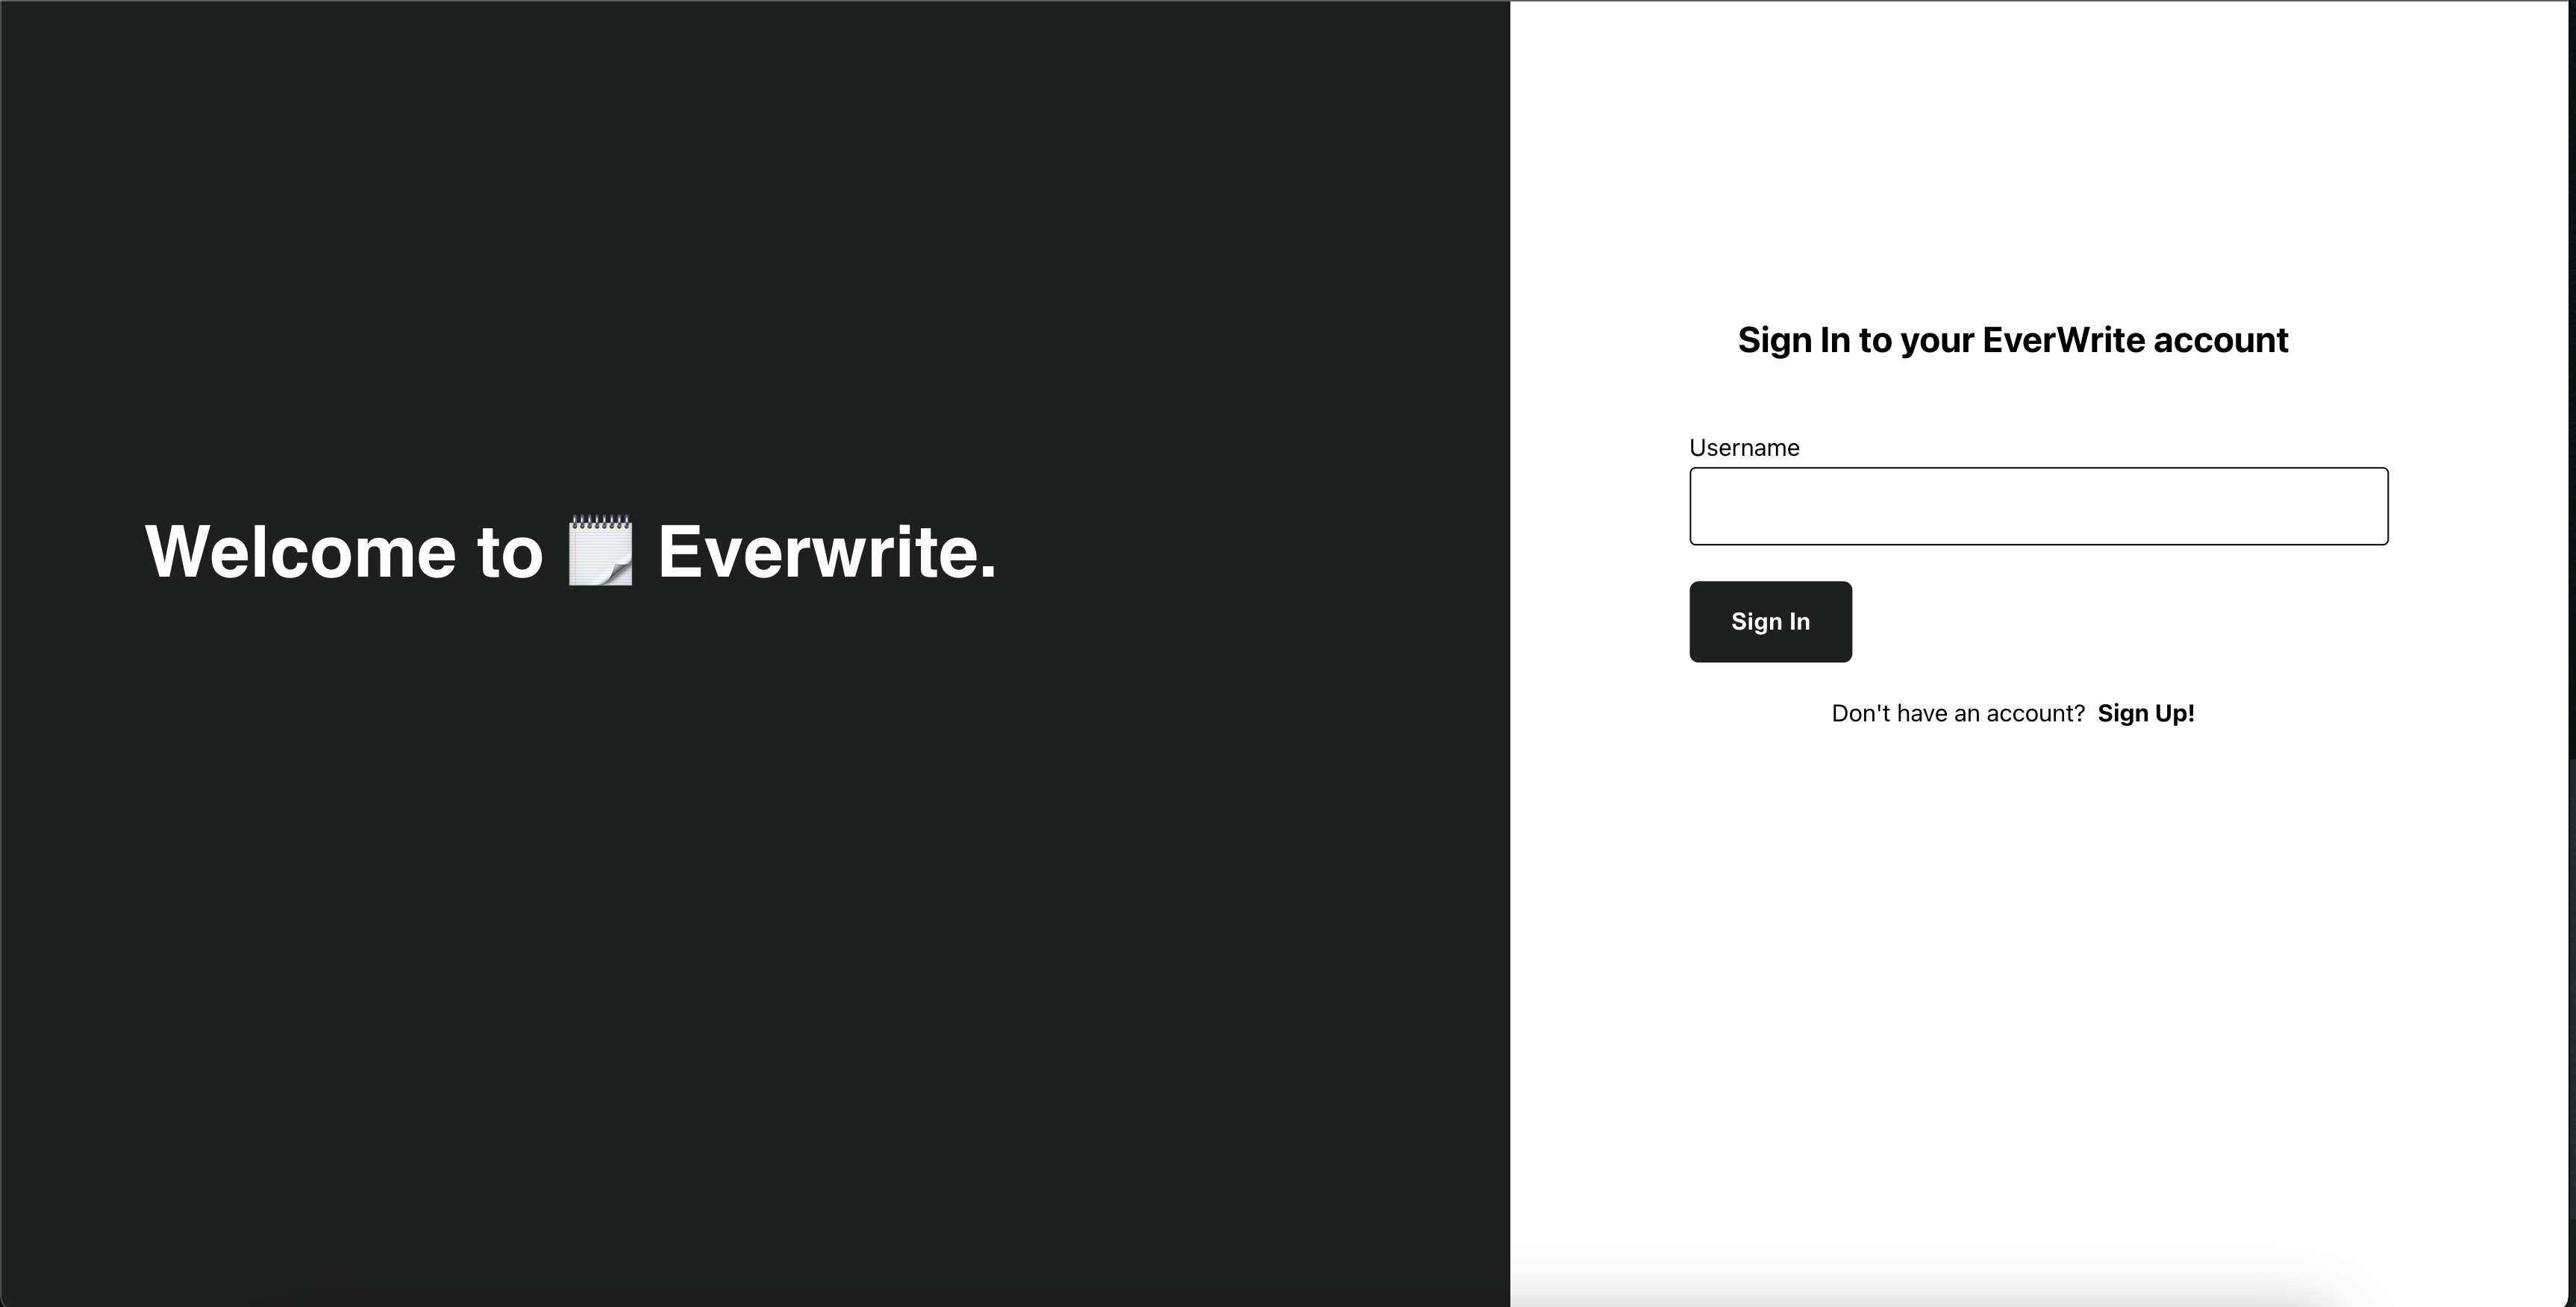 Welcome to 🗒️ Everwrite.
Sign In to your EverWrite account
Username
Sign In
Don't have an account? Sign Up!